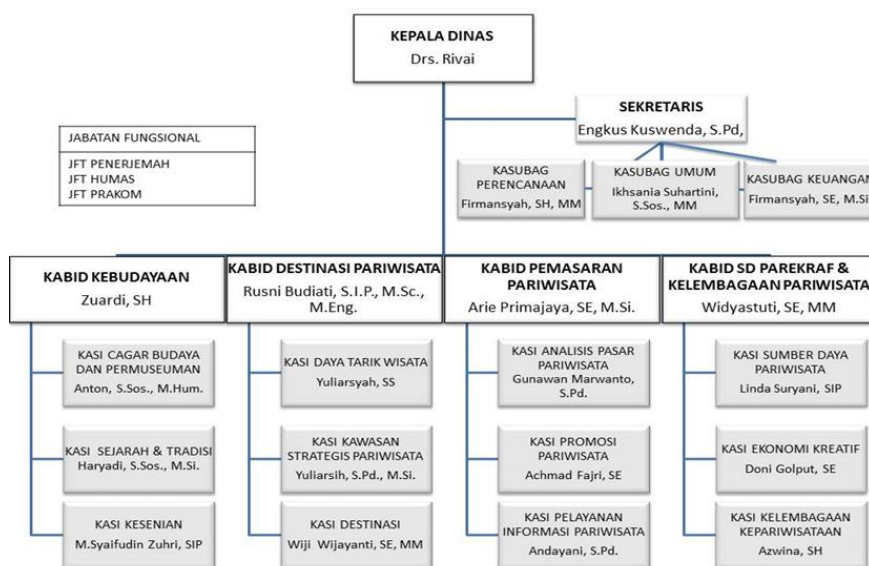 KEPALA DINAS
Drs. Rivai
SEKRETARIS
Engkus Kuswenda, S.Pd,
JABATAN FUNGSIONAL
JFT PENERJEMAH
JFT HUMAS
JFT PRAKOM
KASUBAG
PERENCANAAN
Firmansyah, SH, MM
KASUBAG UMUM
Ikhsania Suhartini,
S.Sos., MM
KASUBAG KEUANGAN
Firmansyah, SE, M.Si
KABID KEBUDAYAAN
Zuardi, SH
KABID DESTINASI PARIWISATA
Rusni Budiati, S.I.P., M.Sc.,
M.Eng.
KABID PEMASARAN
PARIWISATA
Arie Primajaya, SE, M.Si.
KABID SD PAREKRAF &
KELEMBAGAAN PARIWISATA
Widyastuti, SE, MM
KASI CAGAR BUDAYA
DAN PERMUSEUMAN
Anton, S.Sos., M.Hum.
KASI DAYA TARIK WISATA
Yuliarsyah, SS
KASI ANALISIS PASAR
PARIWISATA
Gunawan Marwanto,
S.Pd.
KASI SUMBER DAYA
PARIWISATA
Linda Suryani, SIP
KASI SEJARAH & TRADISI
Haryadi, S.Sos., M.Si.
KASI KAWASAN
STRATEGIS PARIWISATA
Yuliarsih, S.Pd., M.Si.
KASI PROMOSI
PARIWISATA
Achmad Fajri, SE
KASI EKONOMI KREATIF
Doni Golput, SE
KASI KESENIAN
M.Syaifudin Zuhri, SIP
KASI DESTINASI
Wiji Wijayanti, SE, MM
KASI PELAYANAN
INFORMASI PARIWISATA
Andayani, S.Pd.
KASI KELEMBAGAAN
KEPARIWISATAAN
Azwina, SH